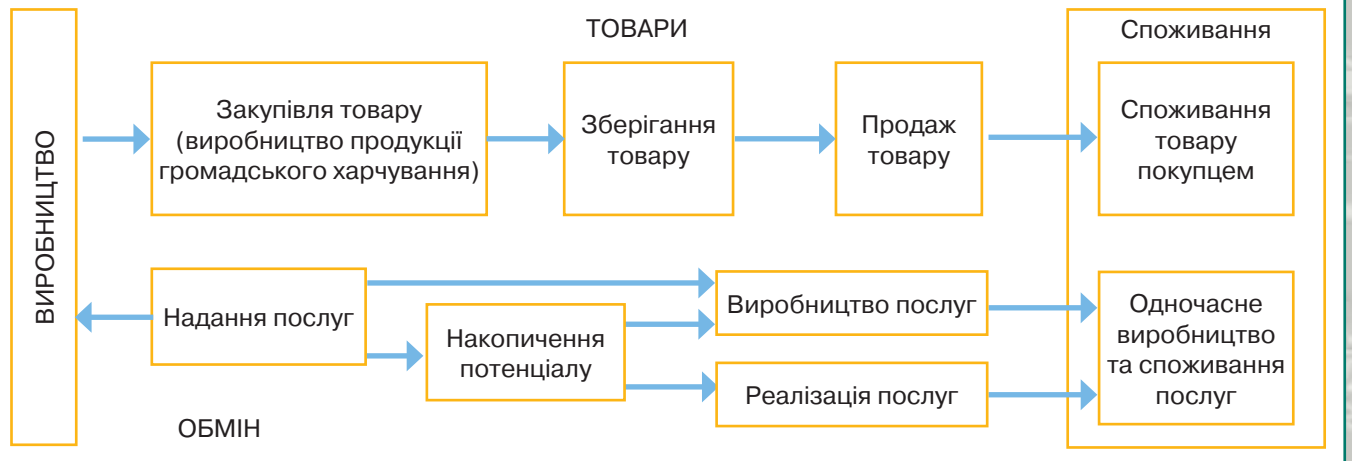 ТОВАРИ
Споживання
ВИРОБНИЦТВО
Закупівля товару
(виробництво продукції
громадського харчування)
Зберігання
товару
Продаж
товару
Споживання
товару
покупцем
Надання послуг
Накопичення
потенціалу
Виробництво послуг
Реалізація послуг
Одночасне
виробництво
та споживання
послуг
ОБМІН